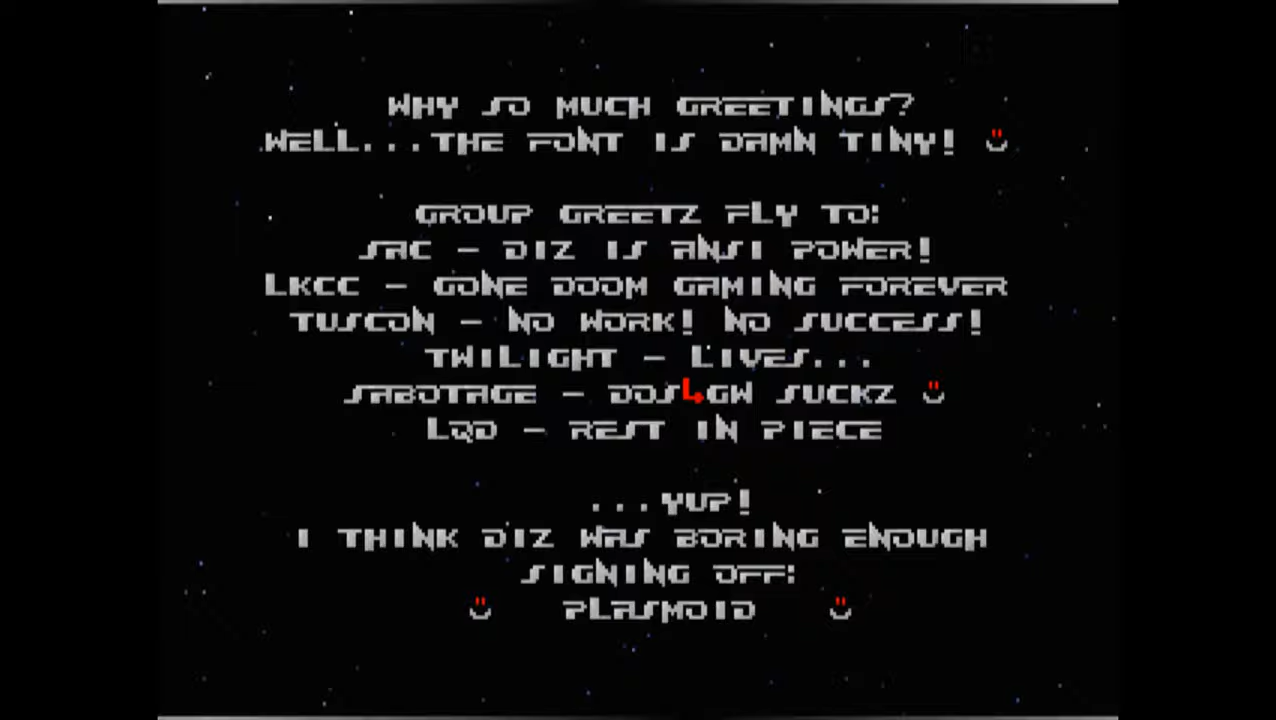 WHY SO MUCH GREETINGS?
.WELL...THE FONT IS DAMN TINY!
GROUP GREETZ FLY TO:
SAC - DIZ IS ANSI POWER!
LKCC - GONE DOOM GAMING FOREVER
TUSCON - NO WORK! NO SUCCESS!
TWILIGHT - LIVES...
SABOTAGE - DOS4GW SUCKZ
LQD - REST IN PIECE
...YUP!
I THINK DIZ WAS BORING ENOUGH
SIGNING OFF:
PLASMOID